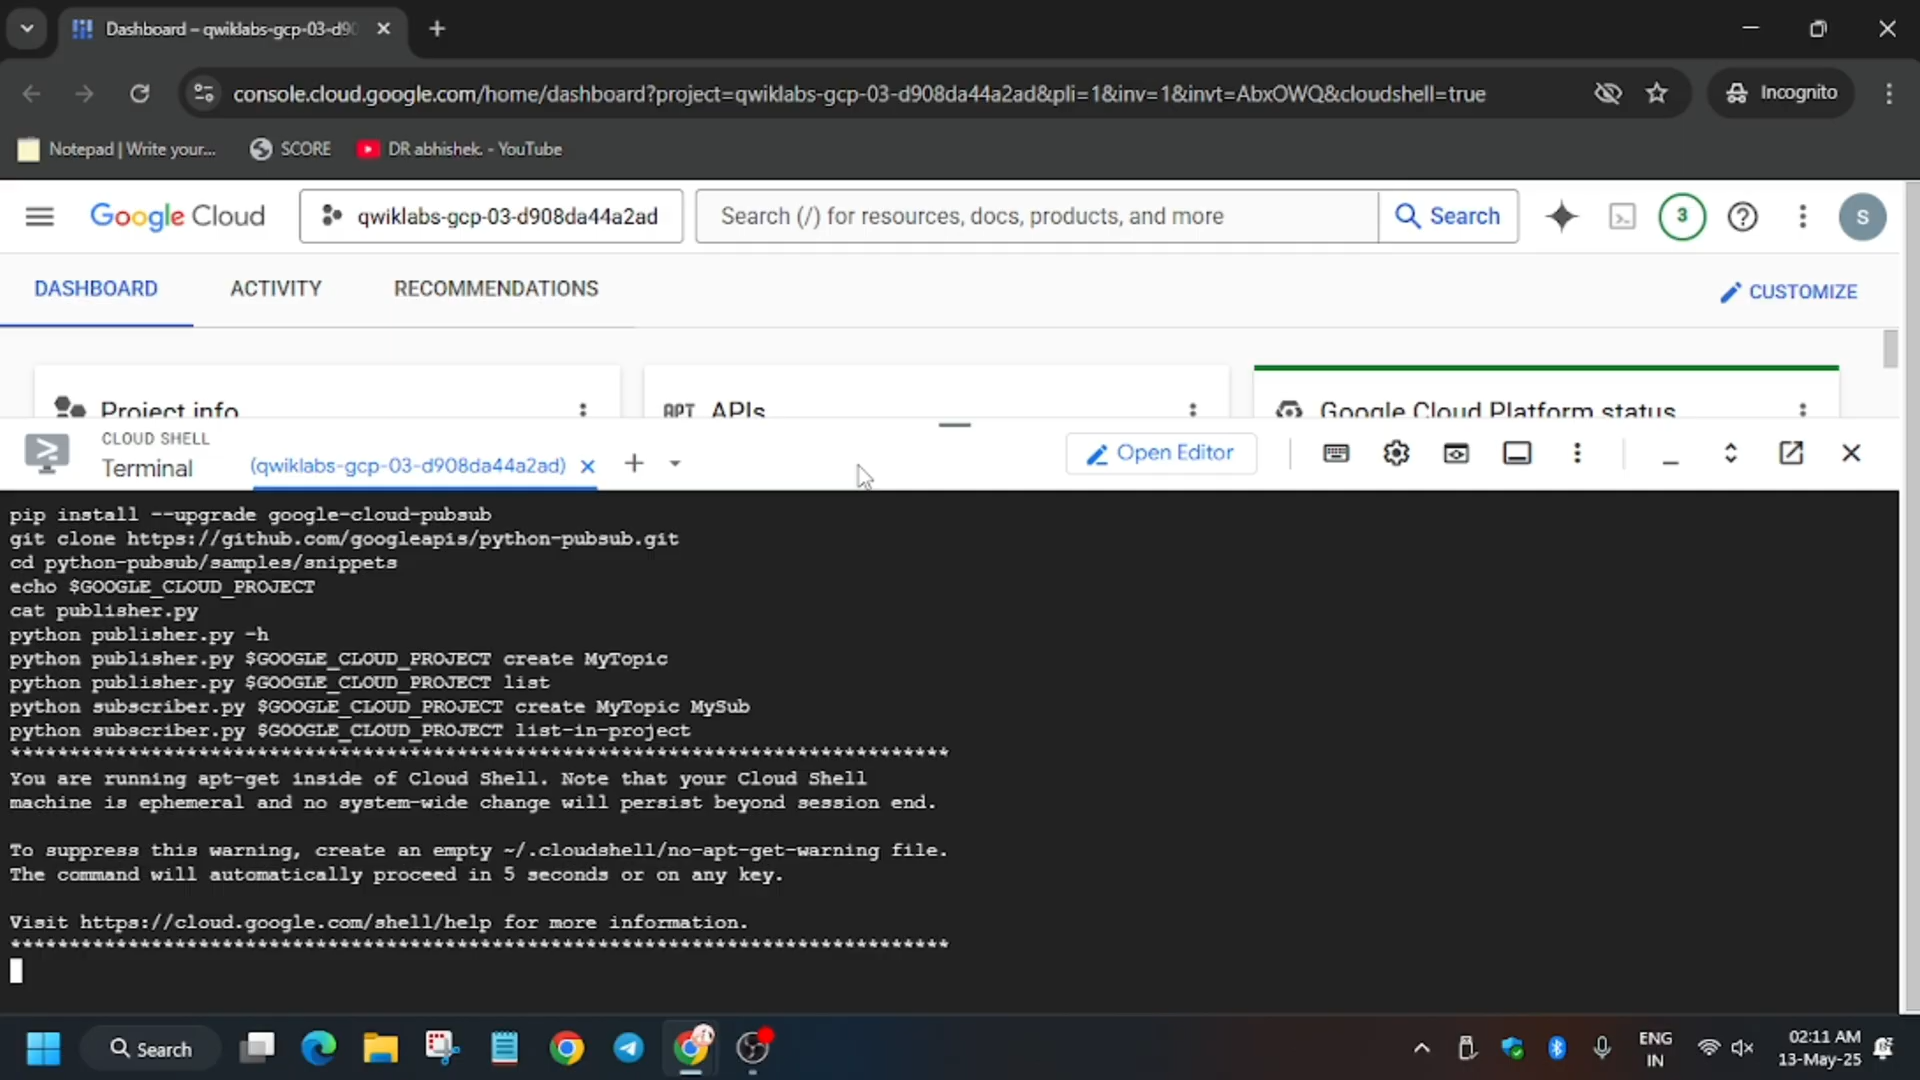 Dashboard – qwiklabs-gcp-03-d90
console.cloud.google.com/home/dashboard?project=qwiklabs-gcp-03-d908da44a2ad&pli=1&inv=1&invt=AbxOWQ&cloudshell=true
Incognito
Notepad | Write your...
SCORE
DR abhishek. - YouTube
Google Cloud
qwiklabs-gcp-03-d908da44a2ad
Search (/) for resources, docs, products, and more
Search
3
S
DASHBOARD
ACTIVITY
RECOMMENDATIONS
CUSTOMIZE
Project info
API APIs
Google Cloud Platform status
CLOUD SHELL
Terminal
(qwiklabs-gcp-03-d908da44a2ad)
Open Editor
pip install --upgrade google-cloud-pubsub
git clone https://github.com/googleapis/python-pubsub.git
cd python-pubsub/samples/snippets
echo $GOOGLE_CLOUD_PROJECT
cat publisher.py
python publisher.py -h
python publisher.py $GOOGLE_CLOUD_PROJECT create MyTopic
python publisher.py $GOOGLE_CLOUD_PROJECT list
python subscriber.py $GOOGLE_CLOUD_PROJECT create MyTopic MySub
python subscriber.py $GOOGLE_CLOUD_PROJECT list-in-project
********************************************************************************
You are running apt-get inside of Cloud Shell. Note that your Cloud Shell
machine is ephemeral and no system-wide change will persist beyond session end.
To suppress this warning, create an empty ~/.cloudshell/no-apt-get-warning file.
The command will automatically proceed in 5 seconds or on any key.
Visit https://cloud.google.com/shell/help for more information.
********************************************************************************
Search
ENG
IN
02:11 AM
13-May-25